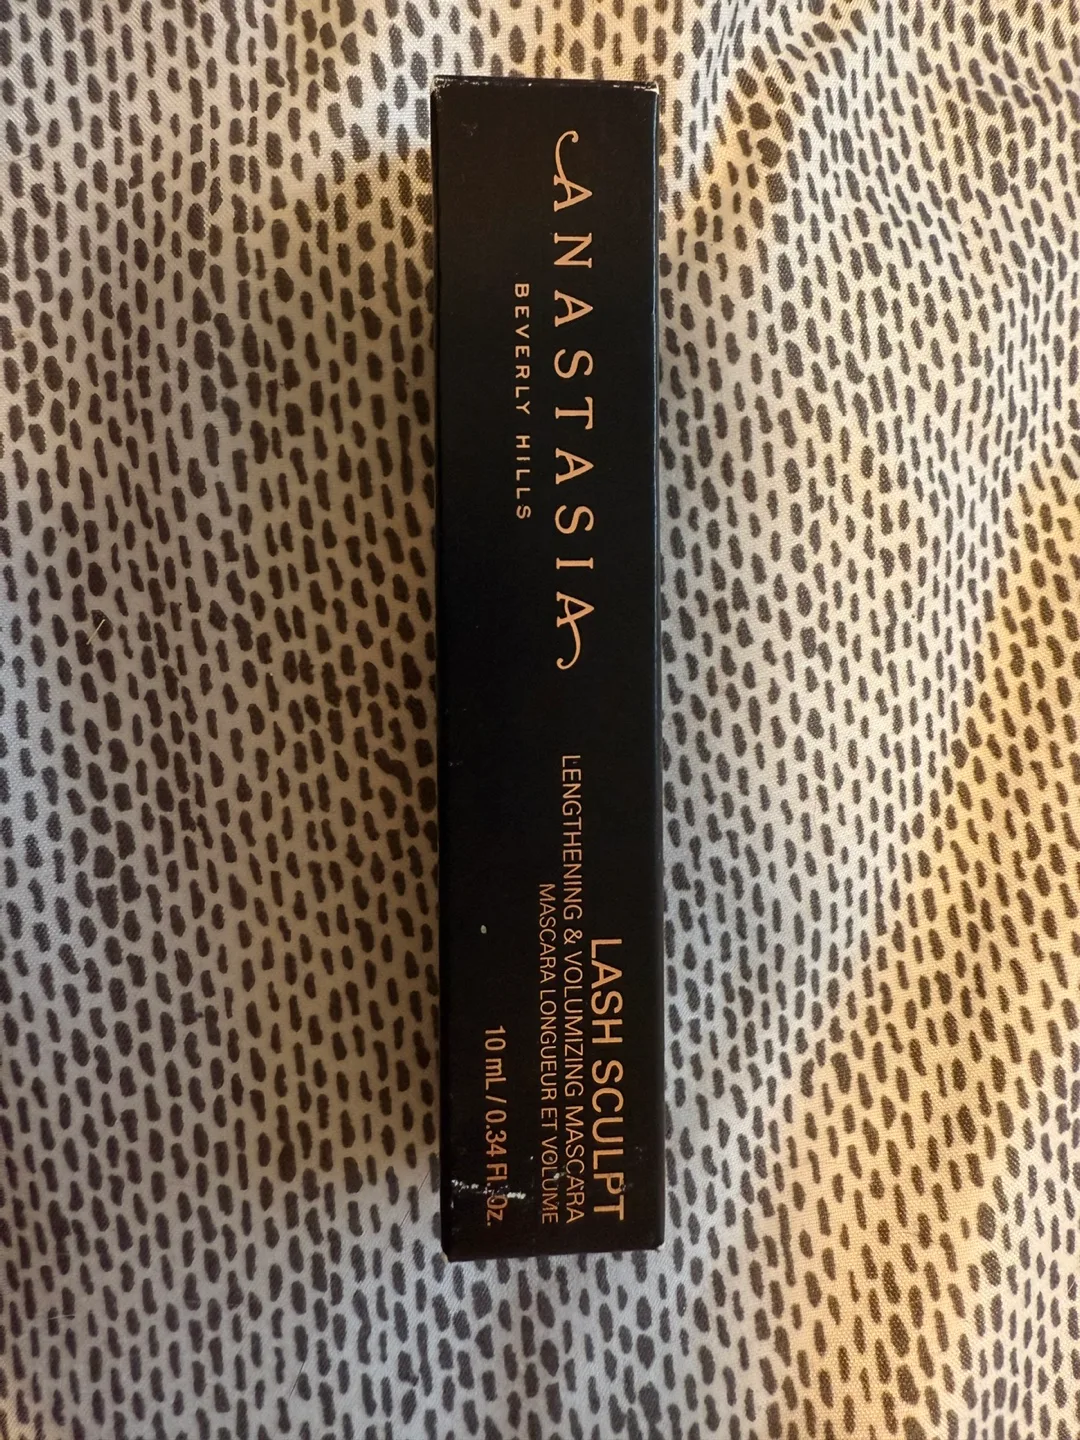 ANASTASIA
BEVERLY HILLS
LASH SCULPT
LENGTHENING & VOLUMIZING MASCARA
MASCARA LONGUEUR ET VOLUME
10 mL / 0.34 Fl. Oz.